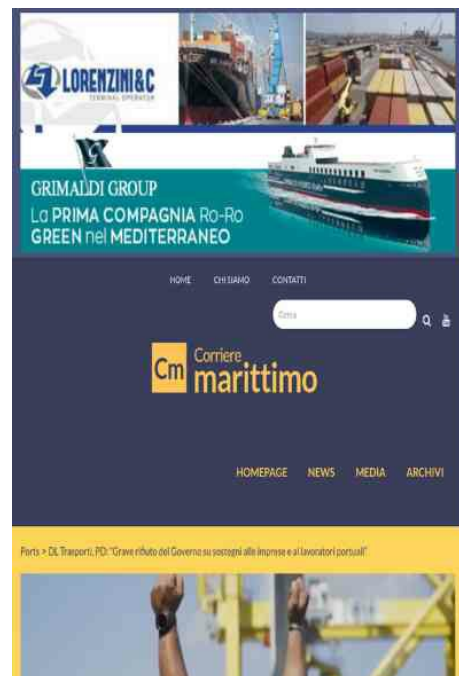 LORENZINI & C
TERMINAL OPERATOR
GRIMALDI GROUP
La PRIMA COMPAGNIA Ro-Ro
GREEN nel MEDITERRANEO
HOME CHI SIAMO CONTATTI
Cerca
Cm Corriere
marittimo
HOMEPAGE NEWS MEDIA ARCHIVI
Ports > DL Trasporti, PD: "Grave rifiuto del Governo su sostegni alle imprese e ai lavoratori portuali"